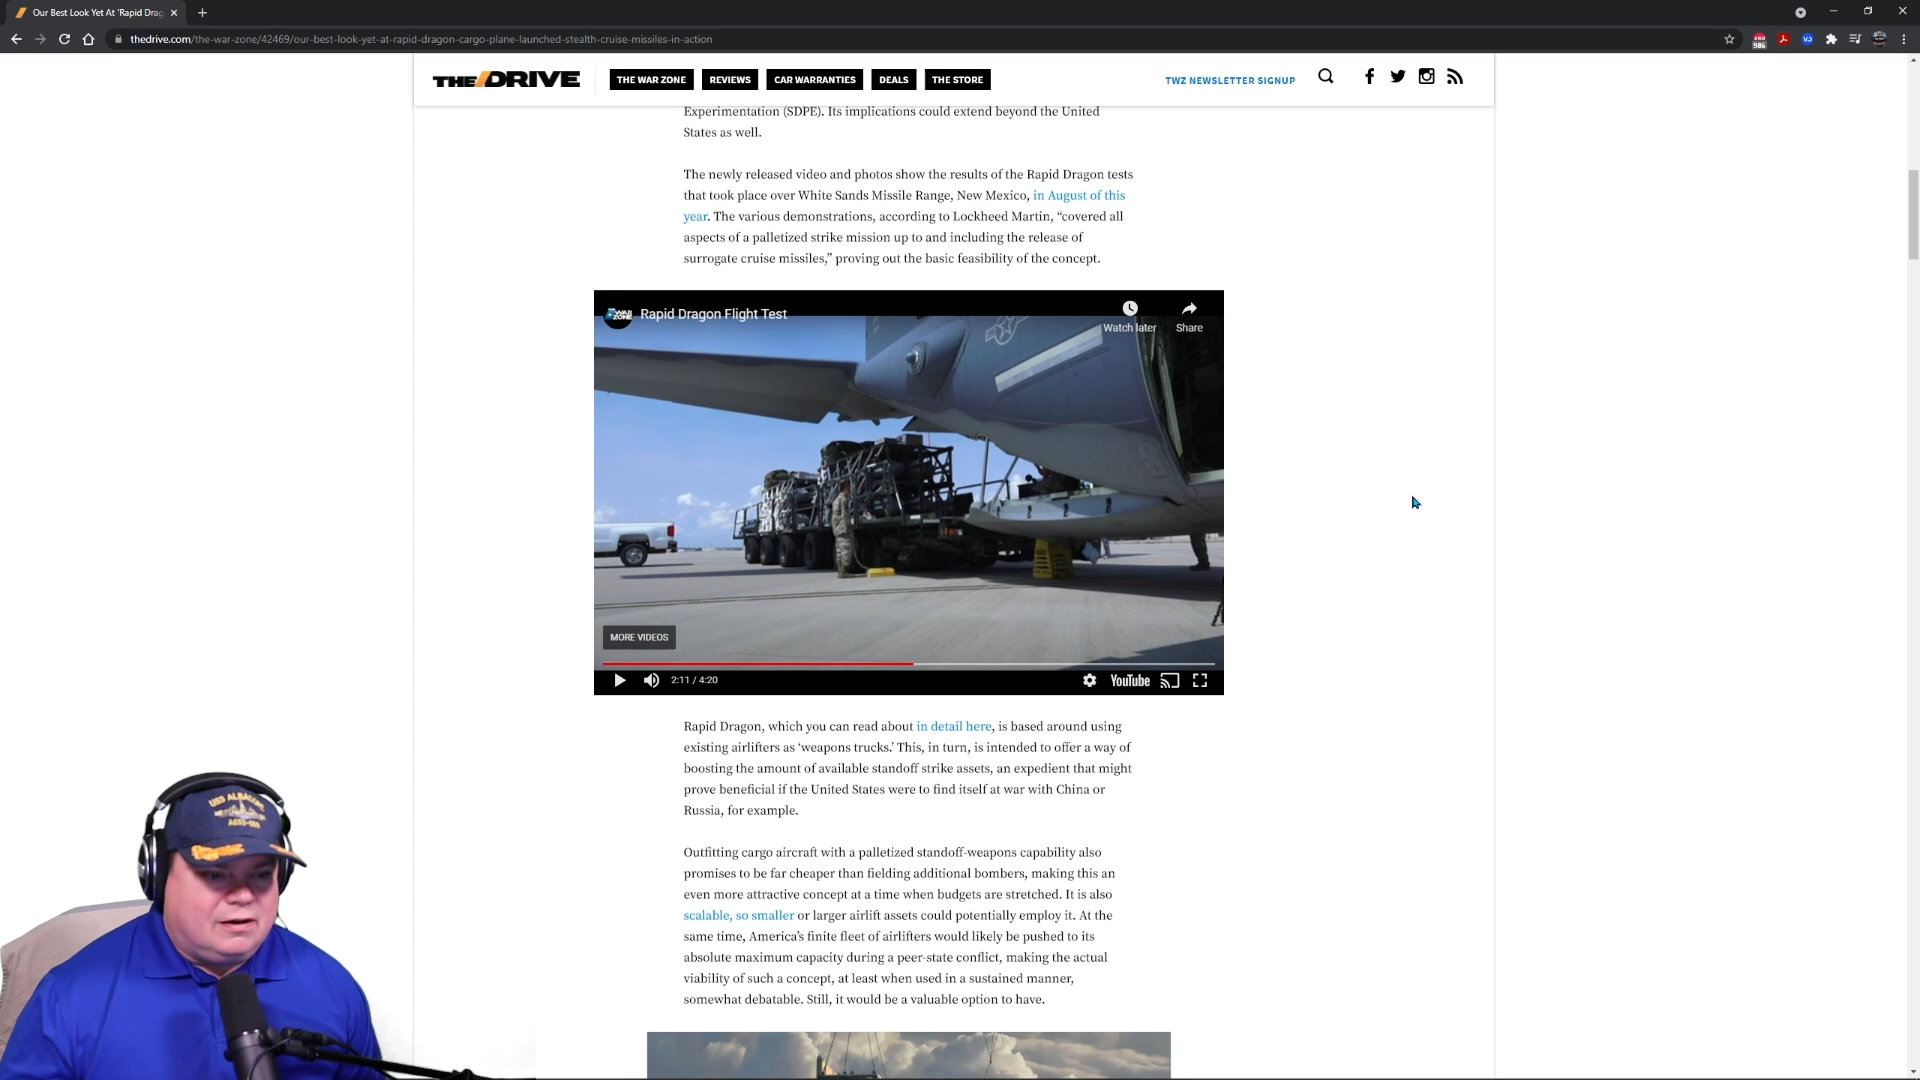 Our Best Look Yet At 'Rapid Drag
thedrive.com/the-war-zone/42469/our-best-look-yet-at-rapid-dragon-cargo-plane-launched-stealth-cruise-missiles-in-action
THE DRIVE
THE WAR ZONE
REVIEWS
CAR WARRANTIES
DEALS
THE STORE
TWZ NEWSLETTER SIGNUP
Experimentation (SDPE). Its implications could extend beyond the United
States as well.
The newly released video and photos show the results of the Rapid Dragon tests
that took place over White Sands Missile Range, New Mexico, in August of this
year. The various demonstrations, according to Lockheed Martin, “covered all
aspects of a palletized strike mission up to and including the release of
surrogate cruise missiles,” proving out the basic feasibility of the concept.
WAR ZONE
Rapid Dragon Flight Test
Watch later
Share
MORE VIDEOS
2:11 / 4:20
YouTube
Rapid Dragon, which you can read about in detail here, is based around using
existing airlifters as ‘weapons trucks.’ This, in turn, is intended to offer a way of
boosting the amount of available standoff strike assets, an expedient that might
prove beneficial if the United States were to find itself at war with China or
Russia, for example.
Outfitting cargo aircraft with a palletized standoff-weapons capability also
promises to be far cheaper than fielding additional bombers, making this an
even more attractive concept at a time when budgets are stretched. It is also
scalable, so smaller or larger airlift assets could potentially employ it. At the
same time, America’s finite fleet of airlifters would likely be pushed to its
absolute maximum capacity during a peer-state conflict, making the actual
viability of such a concept, at least when used in a sustained manner,
somewhat debatable. Still, it would be a valuable option to have.
USS ALBACORE
AGSS-569